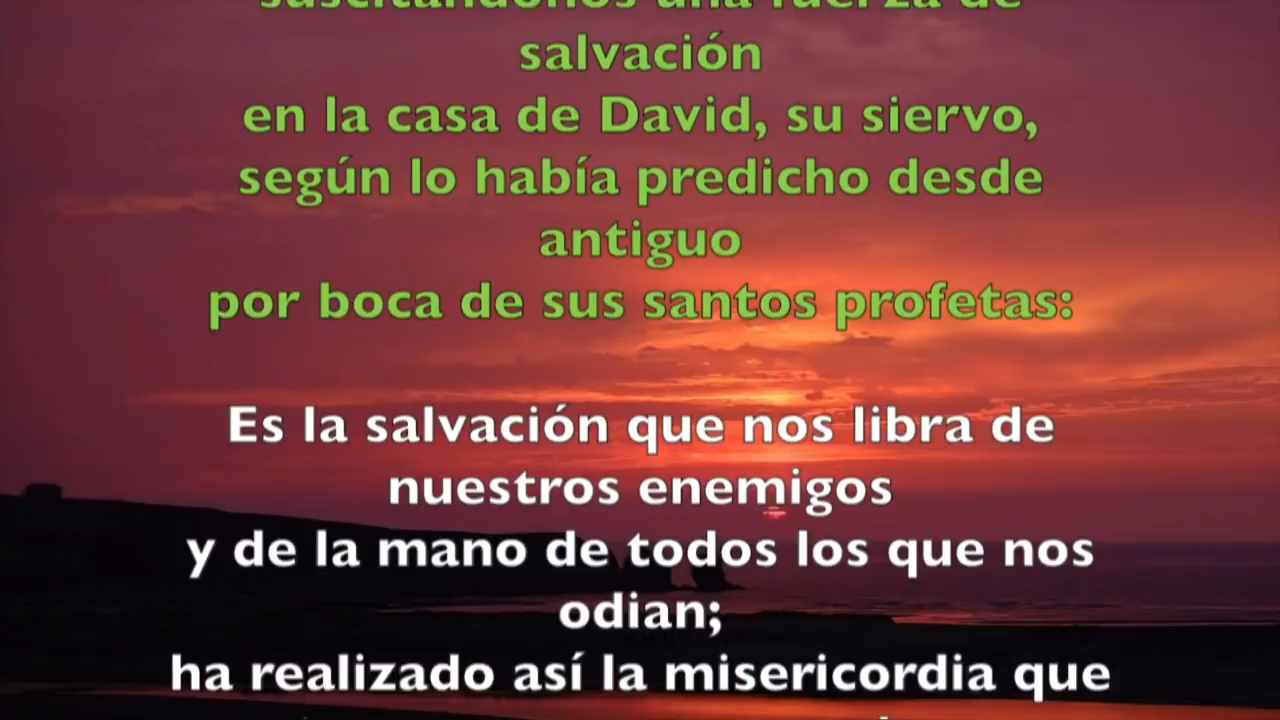 suscitándonos una fuerza de
salvación
en la casa de David, su siervo,
según lo había predicho desde
antiguo
por boca de sus santos profetas:
Es la salvación que nos libra de
nuestros enemigos
y de la mano de todos los que nos
odian;
ha realizado así la misericordia que